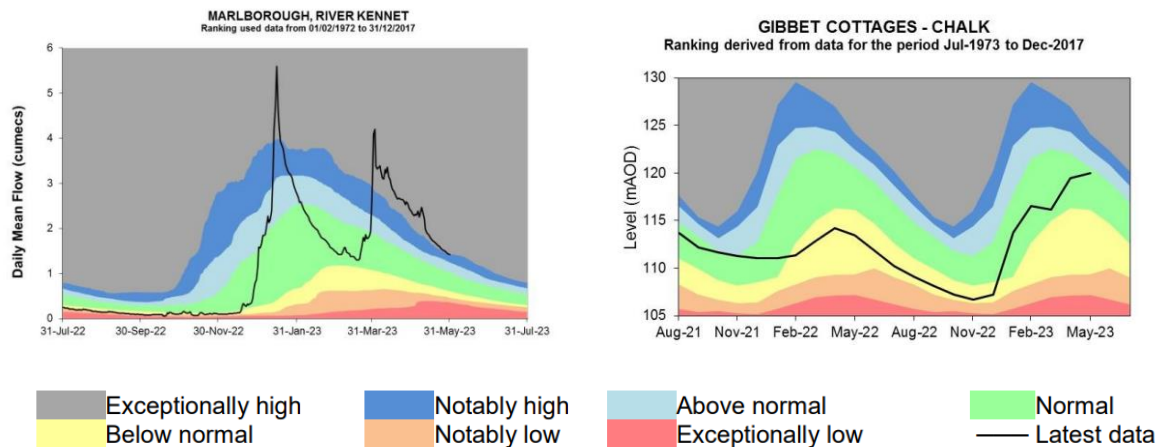 MARLBOROUGH, RIVER KENNET
Ranking used data from 01/02/1972 to 31/12/2017
Daily Mean Flow (cumecs)
6
5
4
3
2
1
0
31-Jul-22 30-Sep-22 30-Nov-22 31-Jan-23 31-Mar-23 31-May-23 31-Jul-23
GIBBET COTTAGES - CHALK
Ranking derived from data for the period Jul-1973 to Dec-2017
Level (mAOD)
130
125
120
115
110
105
Aug-21 Nov-21 Feb-22 May-22 Aug-22 Nov-22 Feb-23 May-23
Exceptionally high Notably high Above normal Normal
Below normal Notably low Exceptionally low Latest data